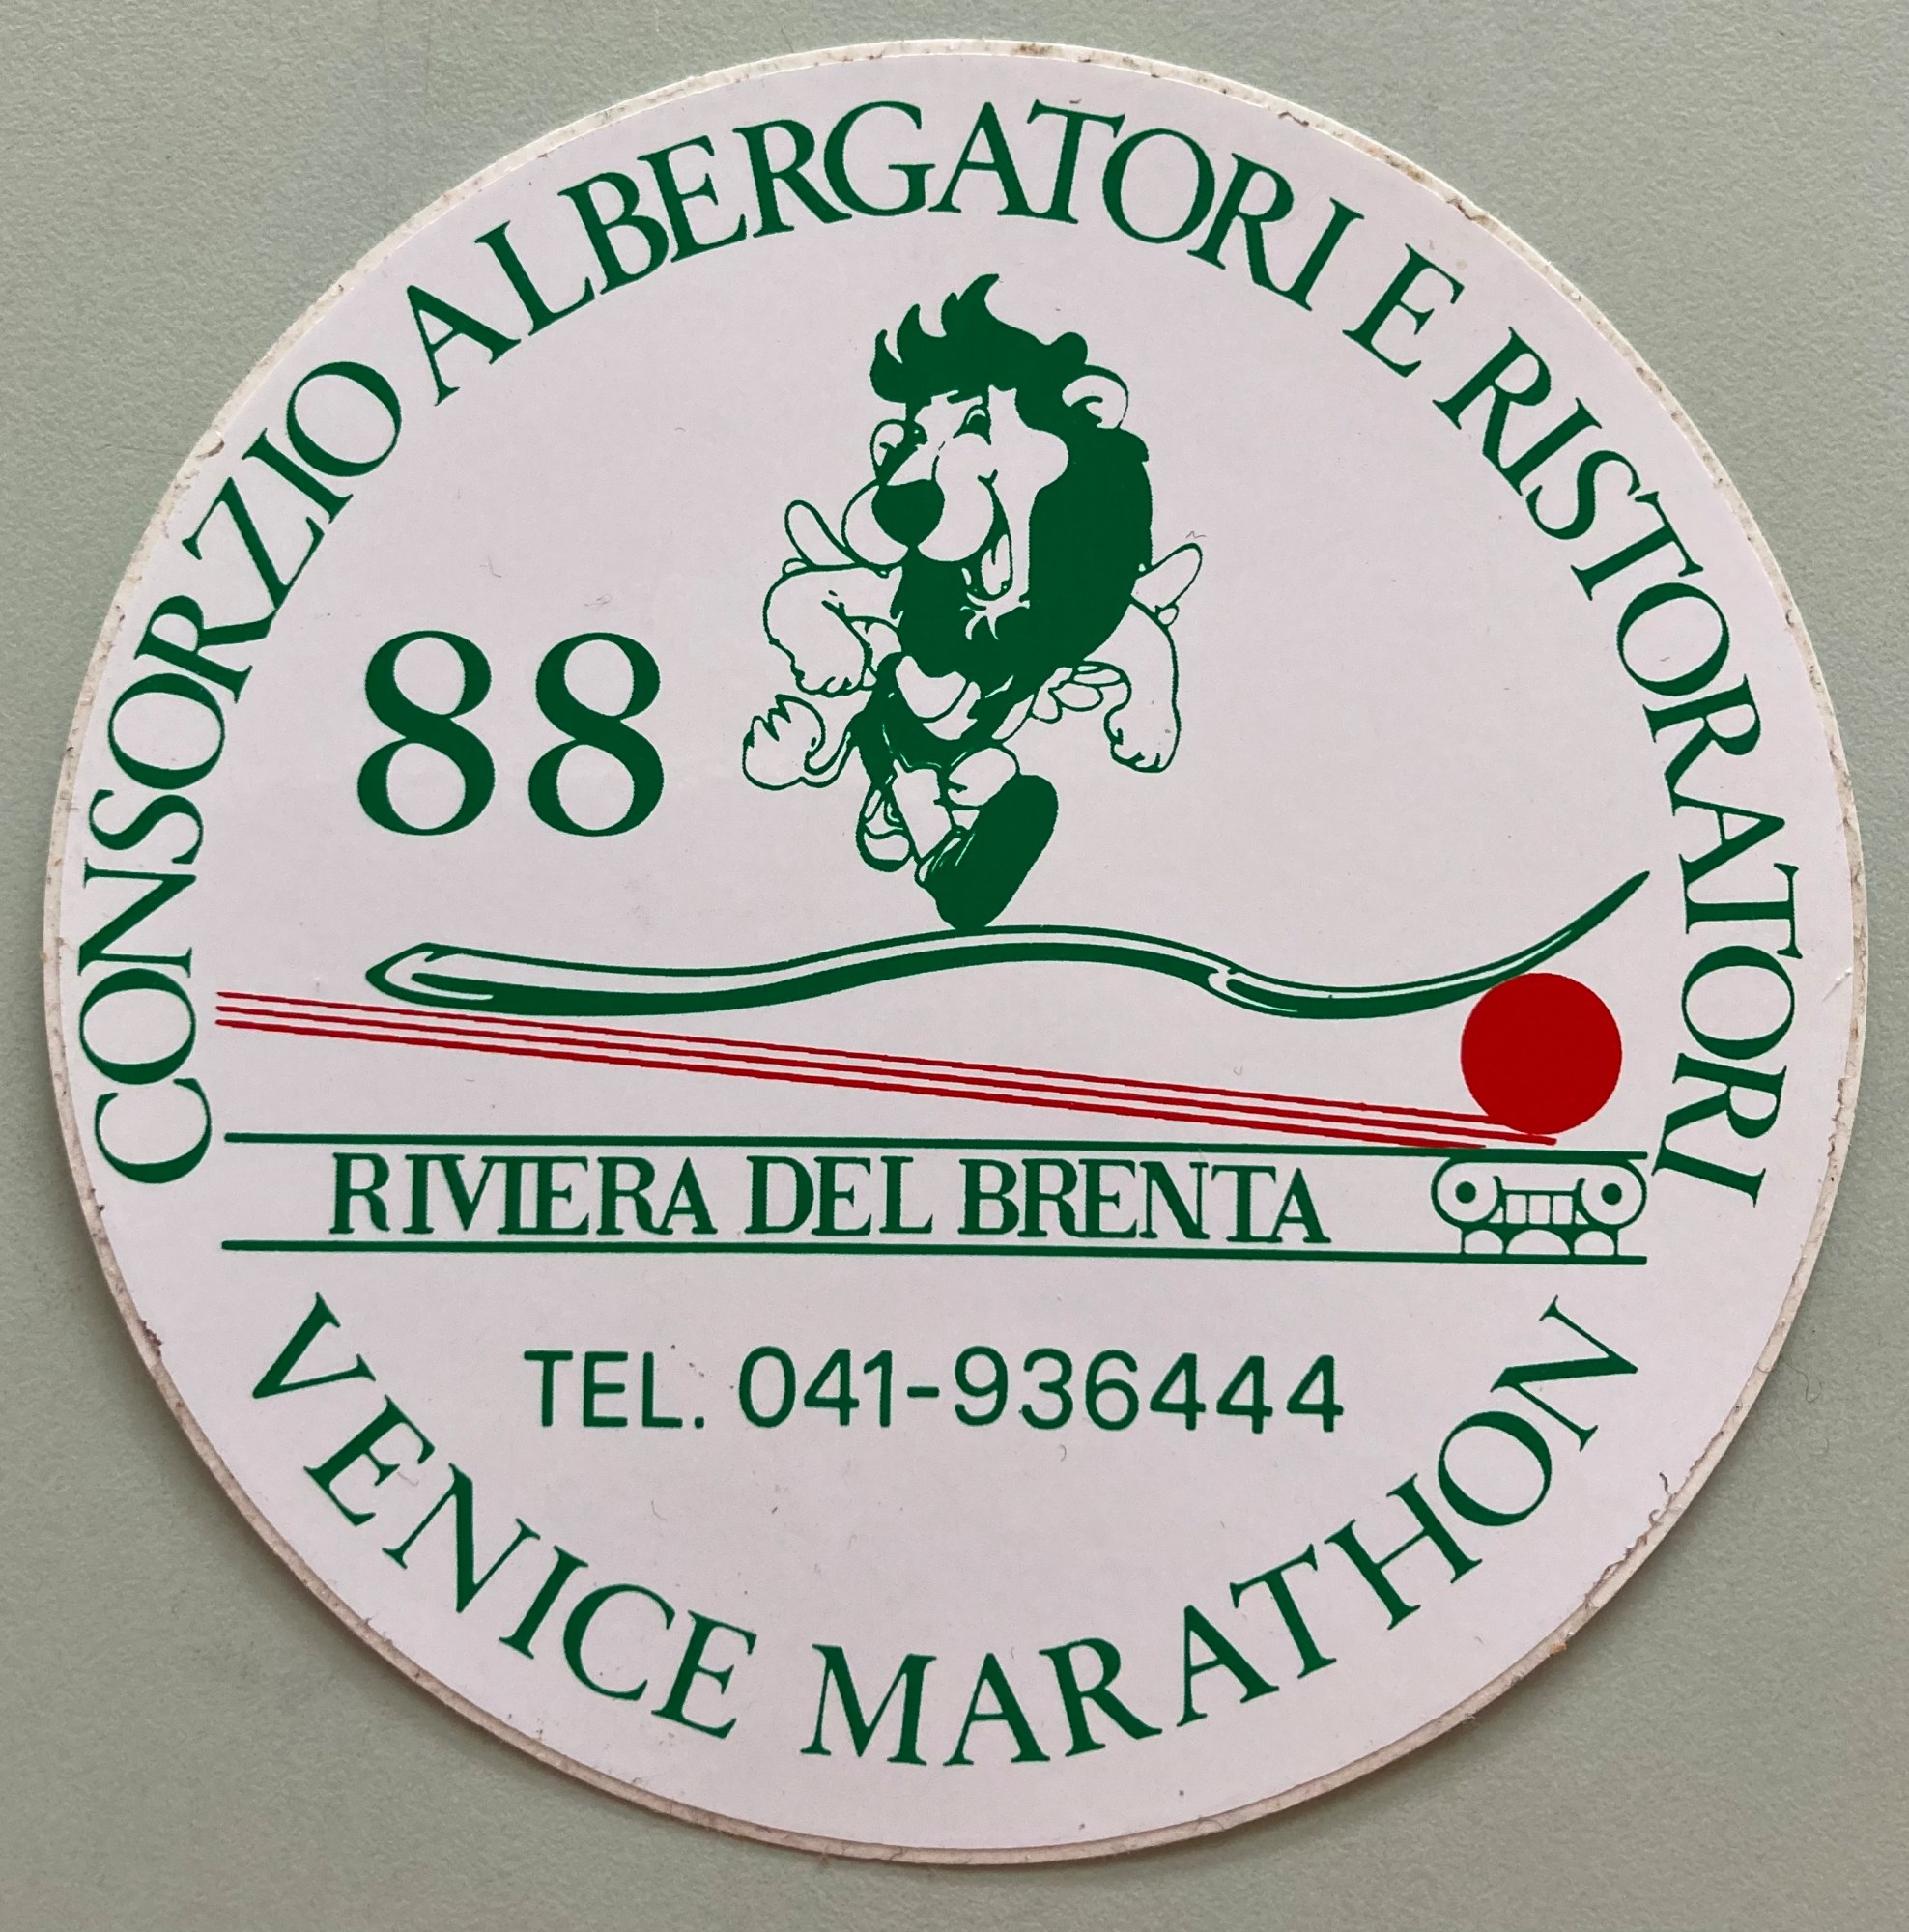 CONSORZIO ALBERGATORI E RISTORATORI
88
RIVIERA DEL BRENTA
TEL. 041-936444
VENICE MARATHON